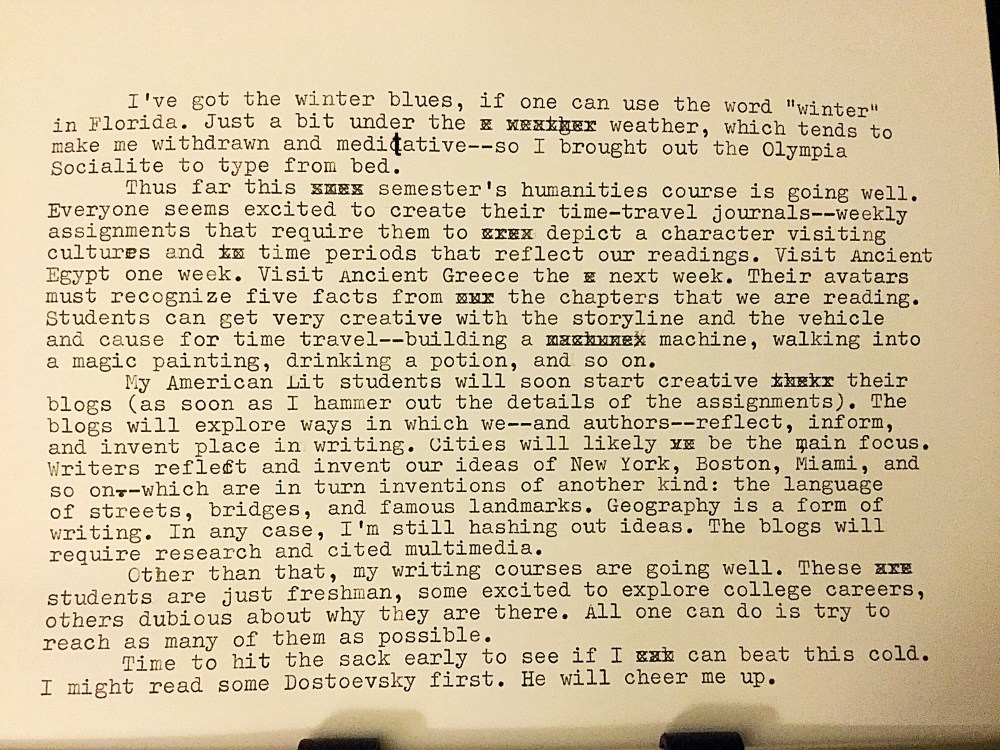 I've got the winter blues, if one can use the word "winter"
in Florida. Just a bit under the weather, which tends to
make me withdrawn and meditative--so I brought out the Olympia
Socialite to type from bed.
Thus far this semester's humanities course is going well.
Everyone seems excited to create their time-travel journals--weekly
assignments that require them to depict a character visiting
cultures and time periods that reflect our readings. Visit Ancient
Egypt one week. Visit Ancient Greece the next week. Their avatars
must recognize five facts from the chapters that we are reading.
Students can get very creative with the storyline and the vehicle
and cause for time travel--building a machine, walking into
a magic painting, drinking a potion, and so on.
My American Lit students will soon start creative their
blogs (as soon as I hammer out the details of the assignments). The
blogs will explore ways in which we--and authors--reflect, inform,
and invent place in writing. Cities will likely be the main focus.
Writers reflect and invent our ideas of New York, Boston, Miami, and
so on--which are in turn inventions of another kind: the language
of streets, bridges, and famous landmarks. Geography is a form of
writing. In any case, I'm still hashing out ideas. The blogs will
require research and cited multimedia.
Other than that, my writing courses are going well. These
students are just freshman, some excited to explore college careers,
others dubious about why they are there. All one can do is try to
reach as many of them as possible.
Time to hit the sack early to see if I can beat this cold.
I might read some Dostoevsky first. He will cheer me up.